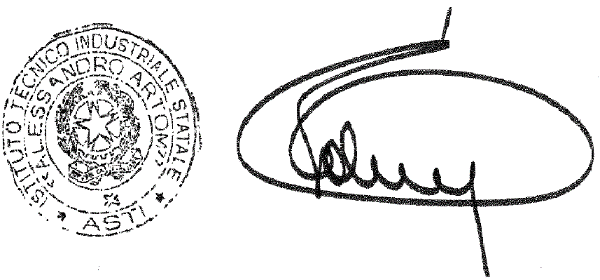 ISTITUTO TECNICO INDUSTRIALE STATALE
"ALESSANDRO ARTOM"
★ ASTI ★